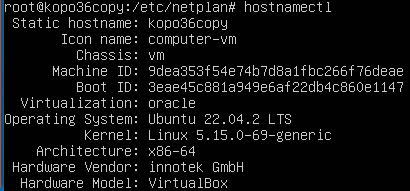 root@kopo36copy:/etc/netplan# hostnamectl
Static hostname: kopo36copy
Icon name: computer-vm
Chassis: vm
Machine ID: 9dea353f54e74b7d8a1fbc266f76deae
Boot ID: 3eae45c881a949e6af22db4c860e1147
Virtualization: oracle
Operating System: Ubuntu 22.04.2 LTS
Kernel: Linux 5.15.0-69-generic
Architecture: x86-64
Hardware Vendor: innotek GmbH
Hardware Model: VirtualBox